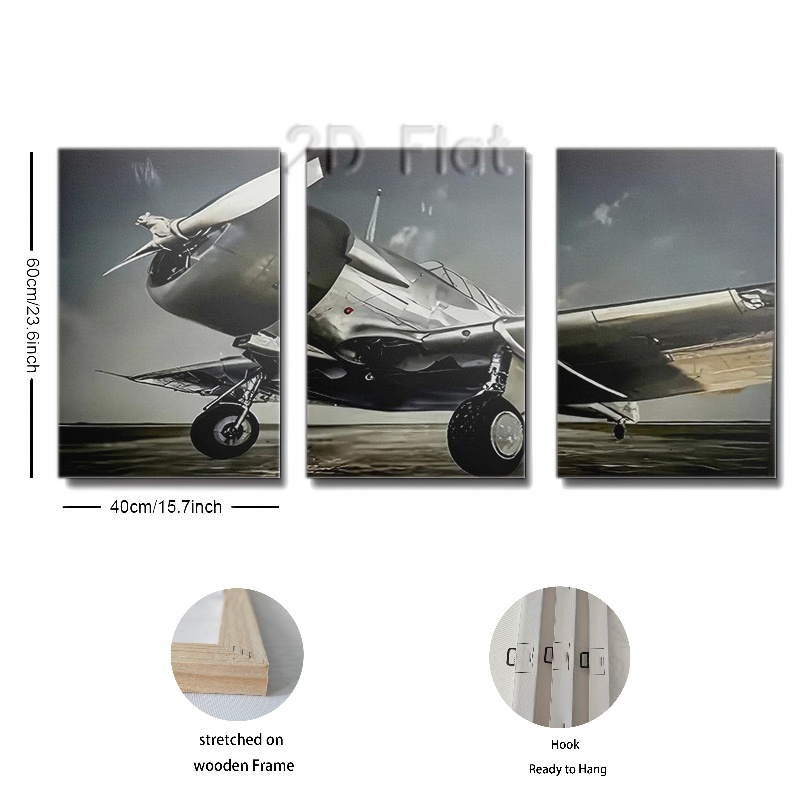 2D Flat
60cm/23.6inch
40cm/15.7inch
stretched on
wooden Frame
Hook
Ready to Hang